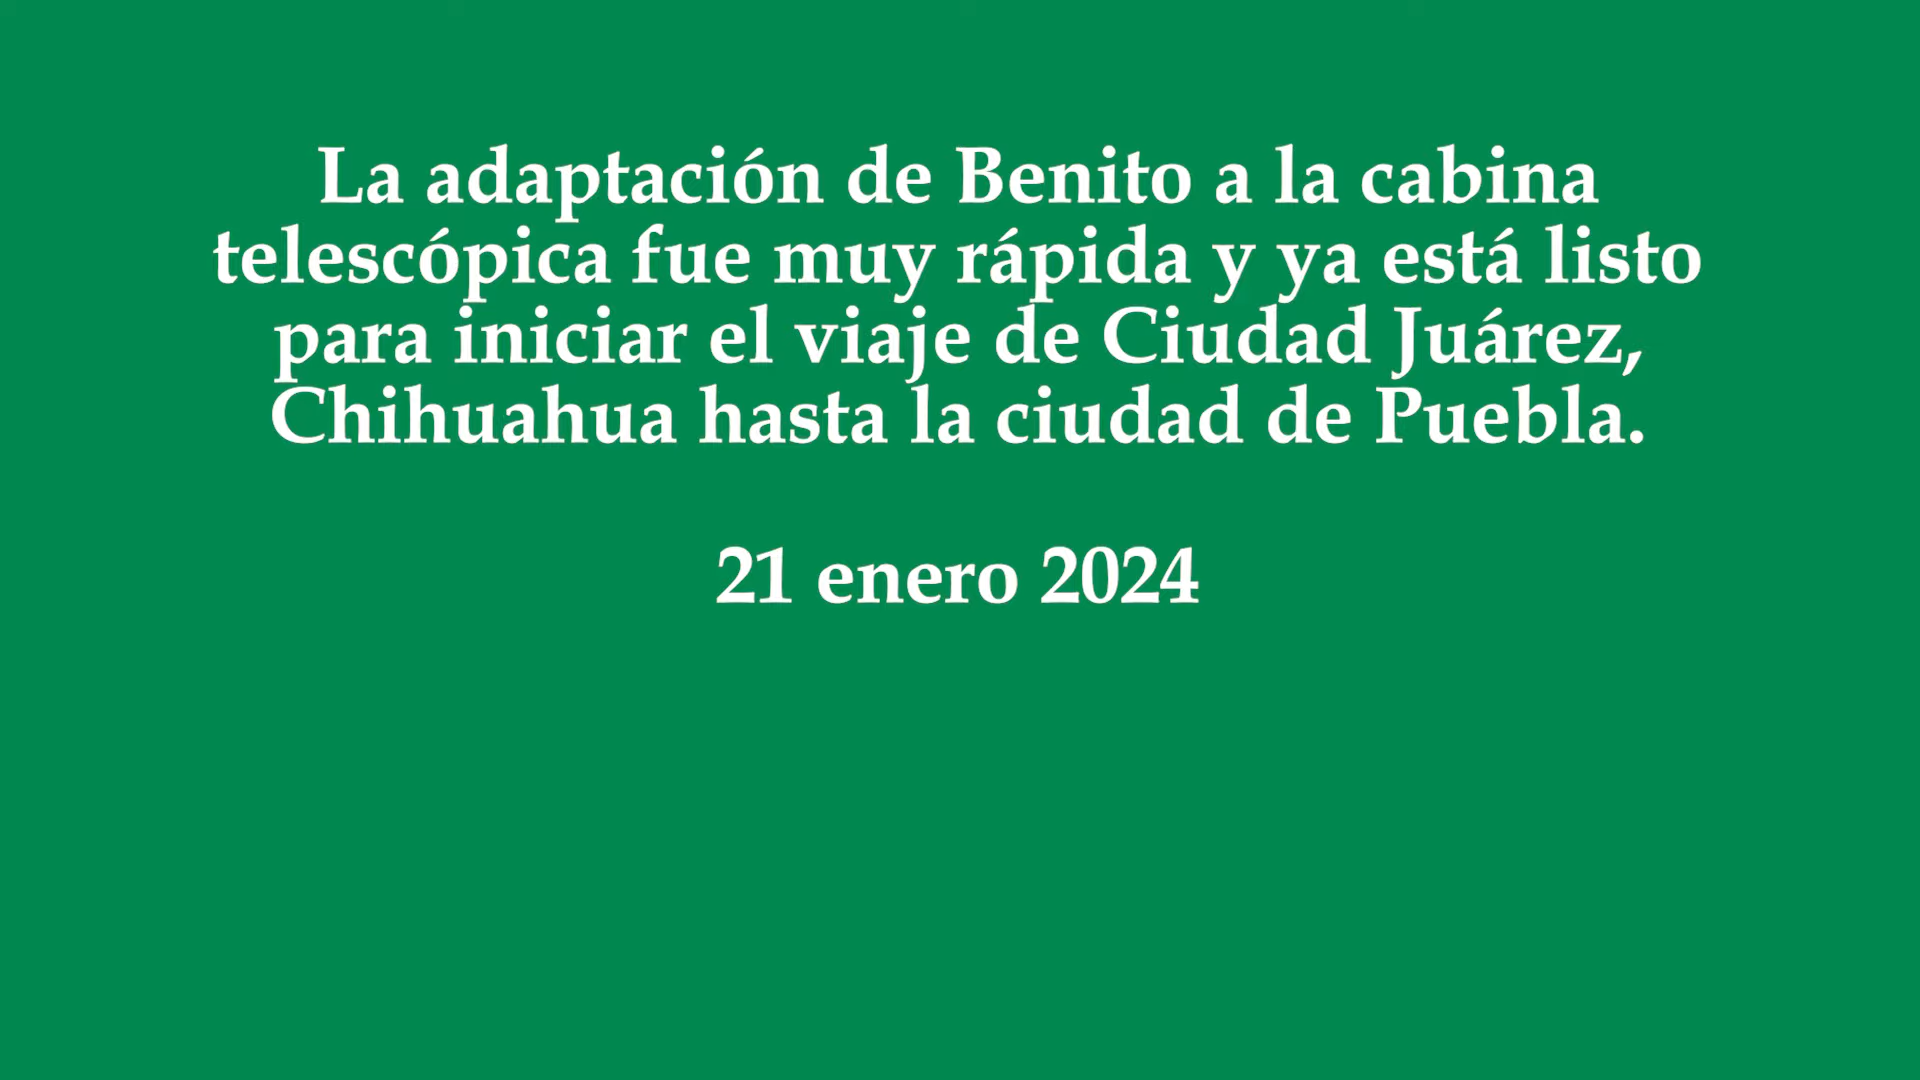 La adaptación de Benito a la cabina
telescópica fue muy rápida y ya está listo
para iniciar el viaje de Ciudad Juárez,
Chihuahua hasta la ciudad de Puebla.
21 enero 2024